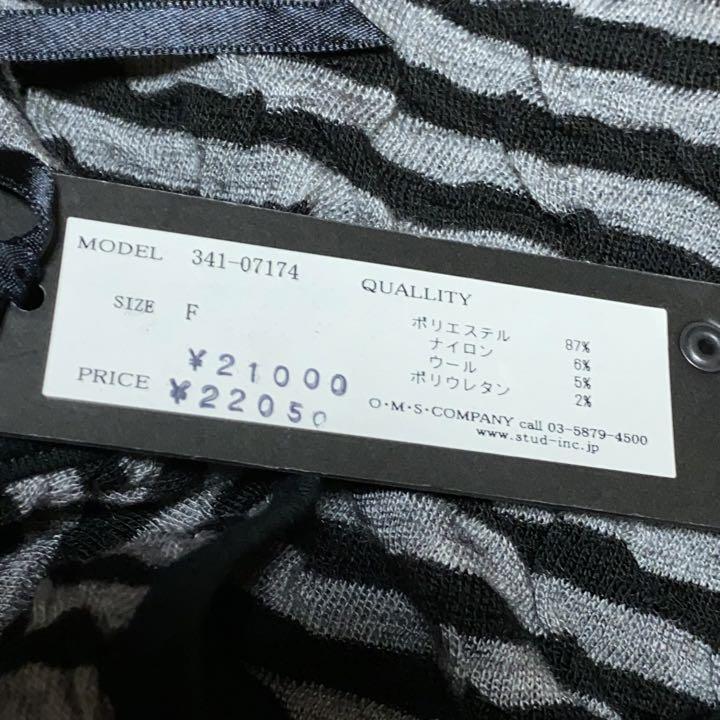 MODEL 341-07174
SIZE F
PRICE ¥21000
¥22050
QUALLITY
ポリエステル 87%
ナイロン 6%
ウール 5%
ポリウレタン 2%
O・M・S・COMPANY call 03-5879-4500
www.stud-inc.jp